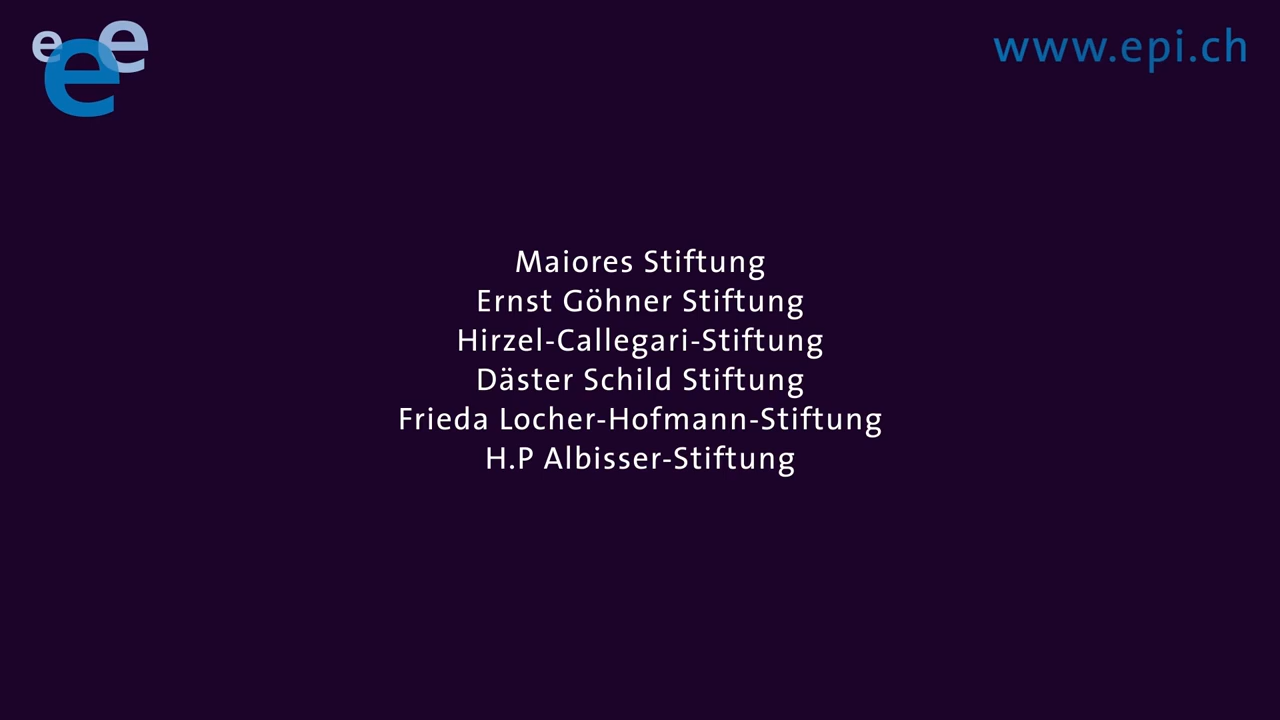 e e e
www.epi.ch
Maiores Stiftung
Ernst Göhner Stiftung
Hirzel-Callegari-Stiftung
Däster Schild Stiftung
Frieda Locher-Hofmann-Stiftung
H.P Albisser-Stiftung